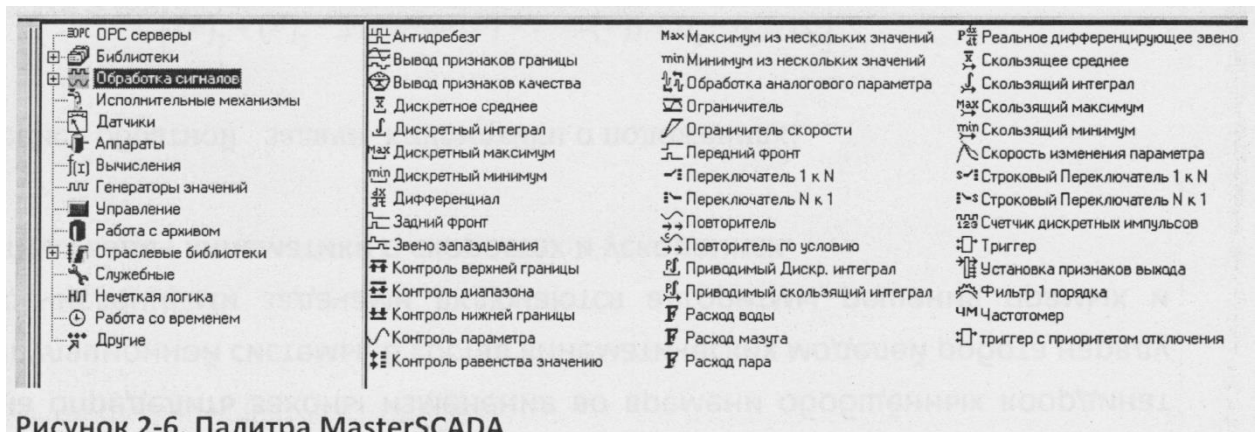 OPC серверы
Библиотеки
Обработка сигналов
Исполнительные механизмы
Датчики
Аппараты
Вычисления
Генераторы значений
Управление
Работа с архивом
Отраслевые библиотеки
Служебные
Нечеткая логика
Работа со временем
Другие
Антидребезг
Вывод признаков границы
Вывод признаков качества
Дискретное среднее
Дискретный интеграл
Дискретный максимум
Дискретный минимум
Дифференциал
Задний фронт
Звено запаздывания
Контроль верхней границы
Контроль диапазона
Контроль нижней границы
Контроль параметра
Контроль равенства значению
Максимум из нескольких значений
Минимум из нескольких значений
Обработка аналогового параметра
Ограничитель
Ограничитель скорости
Передний фронт
Переключатель 1 к N
Переключатель N к 1
Повторитель
Повторитель по условию
Приводимый Дискр. интеграл
Приводимый скользящий интеграл
Расход воды
Расход мазута
Расход пара
Реальное дифференцирующее звено
Скользящее среднее
Скользящий интеграл
Скользящий максимум
Скользящий минимум
Скорость изменения параметра
Строковый Переключатель 1 к N
Строковый Переключатель N к 1
Счетчик дискретных импульсов
Триггер
Установка признаков выхода
Фильтр 1 порядка
Частотомер
триггер с приоритетом отключения
Рисунок 2-6. Палитра MasterSCADA